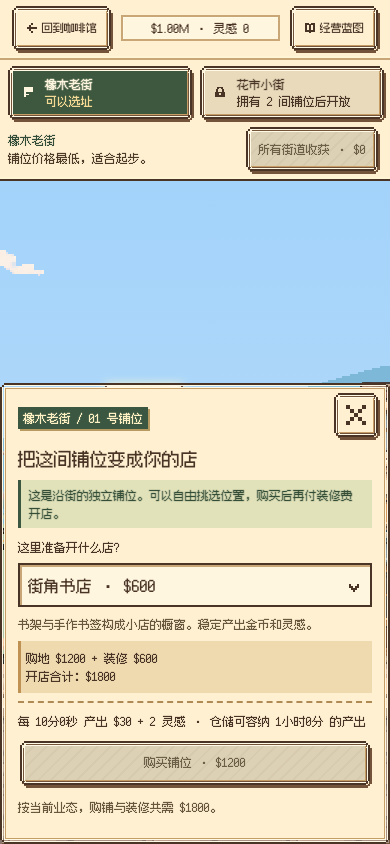 回到咖啡馆
$1.00M · 灵感 0
经营蓝图
橡木老街
可以选址
花市小街
拥有 2 间铺位后开放
橡木老街
铺位价格最低，适合起步。
所有街道收获 · $0
橡木老街 / 01 号铺位
把这间铺位变成你的店
这是沿街的独立铺位。可以自由挑选位置，购买后再付装修费
开店。
这里准备开什么店？
街角书店 · $600
书架与手作书签构成小店的橱窗。稳定产出金币和灵感。
购地 $1200 + 装修 $600
开店合计：$1800
每 10分0秒 产出 $30 + 2 灵感 · 仓储可容纳 1小时0分 的产出
购买铺位 · $1200
按当前业态，购铺与装修共需 $1800。